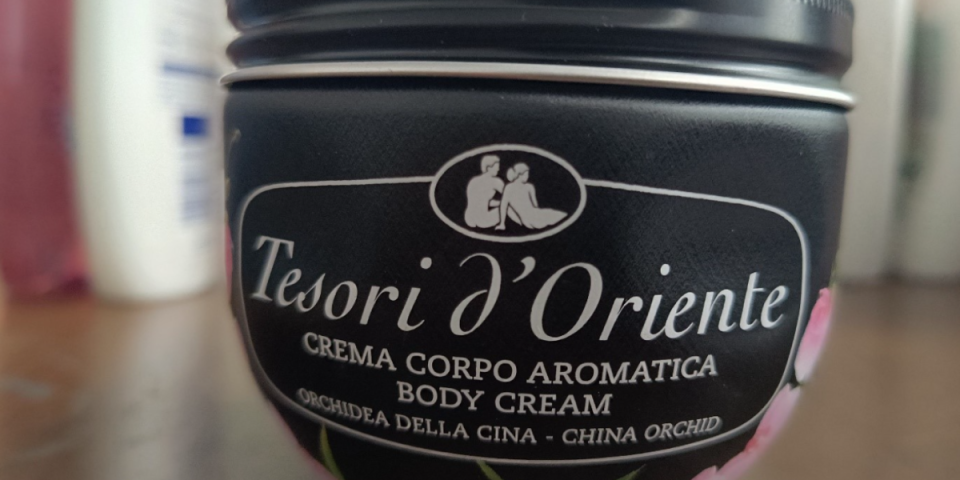 Tesori d'Oriente
CREMA CORPO AROMATICA
BODY CREAM
ORCHIDEA DELLA CINA - CHINA ORCHID